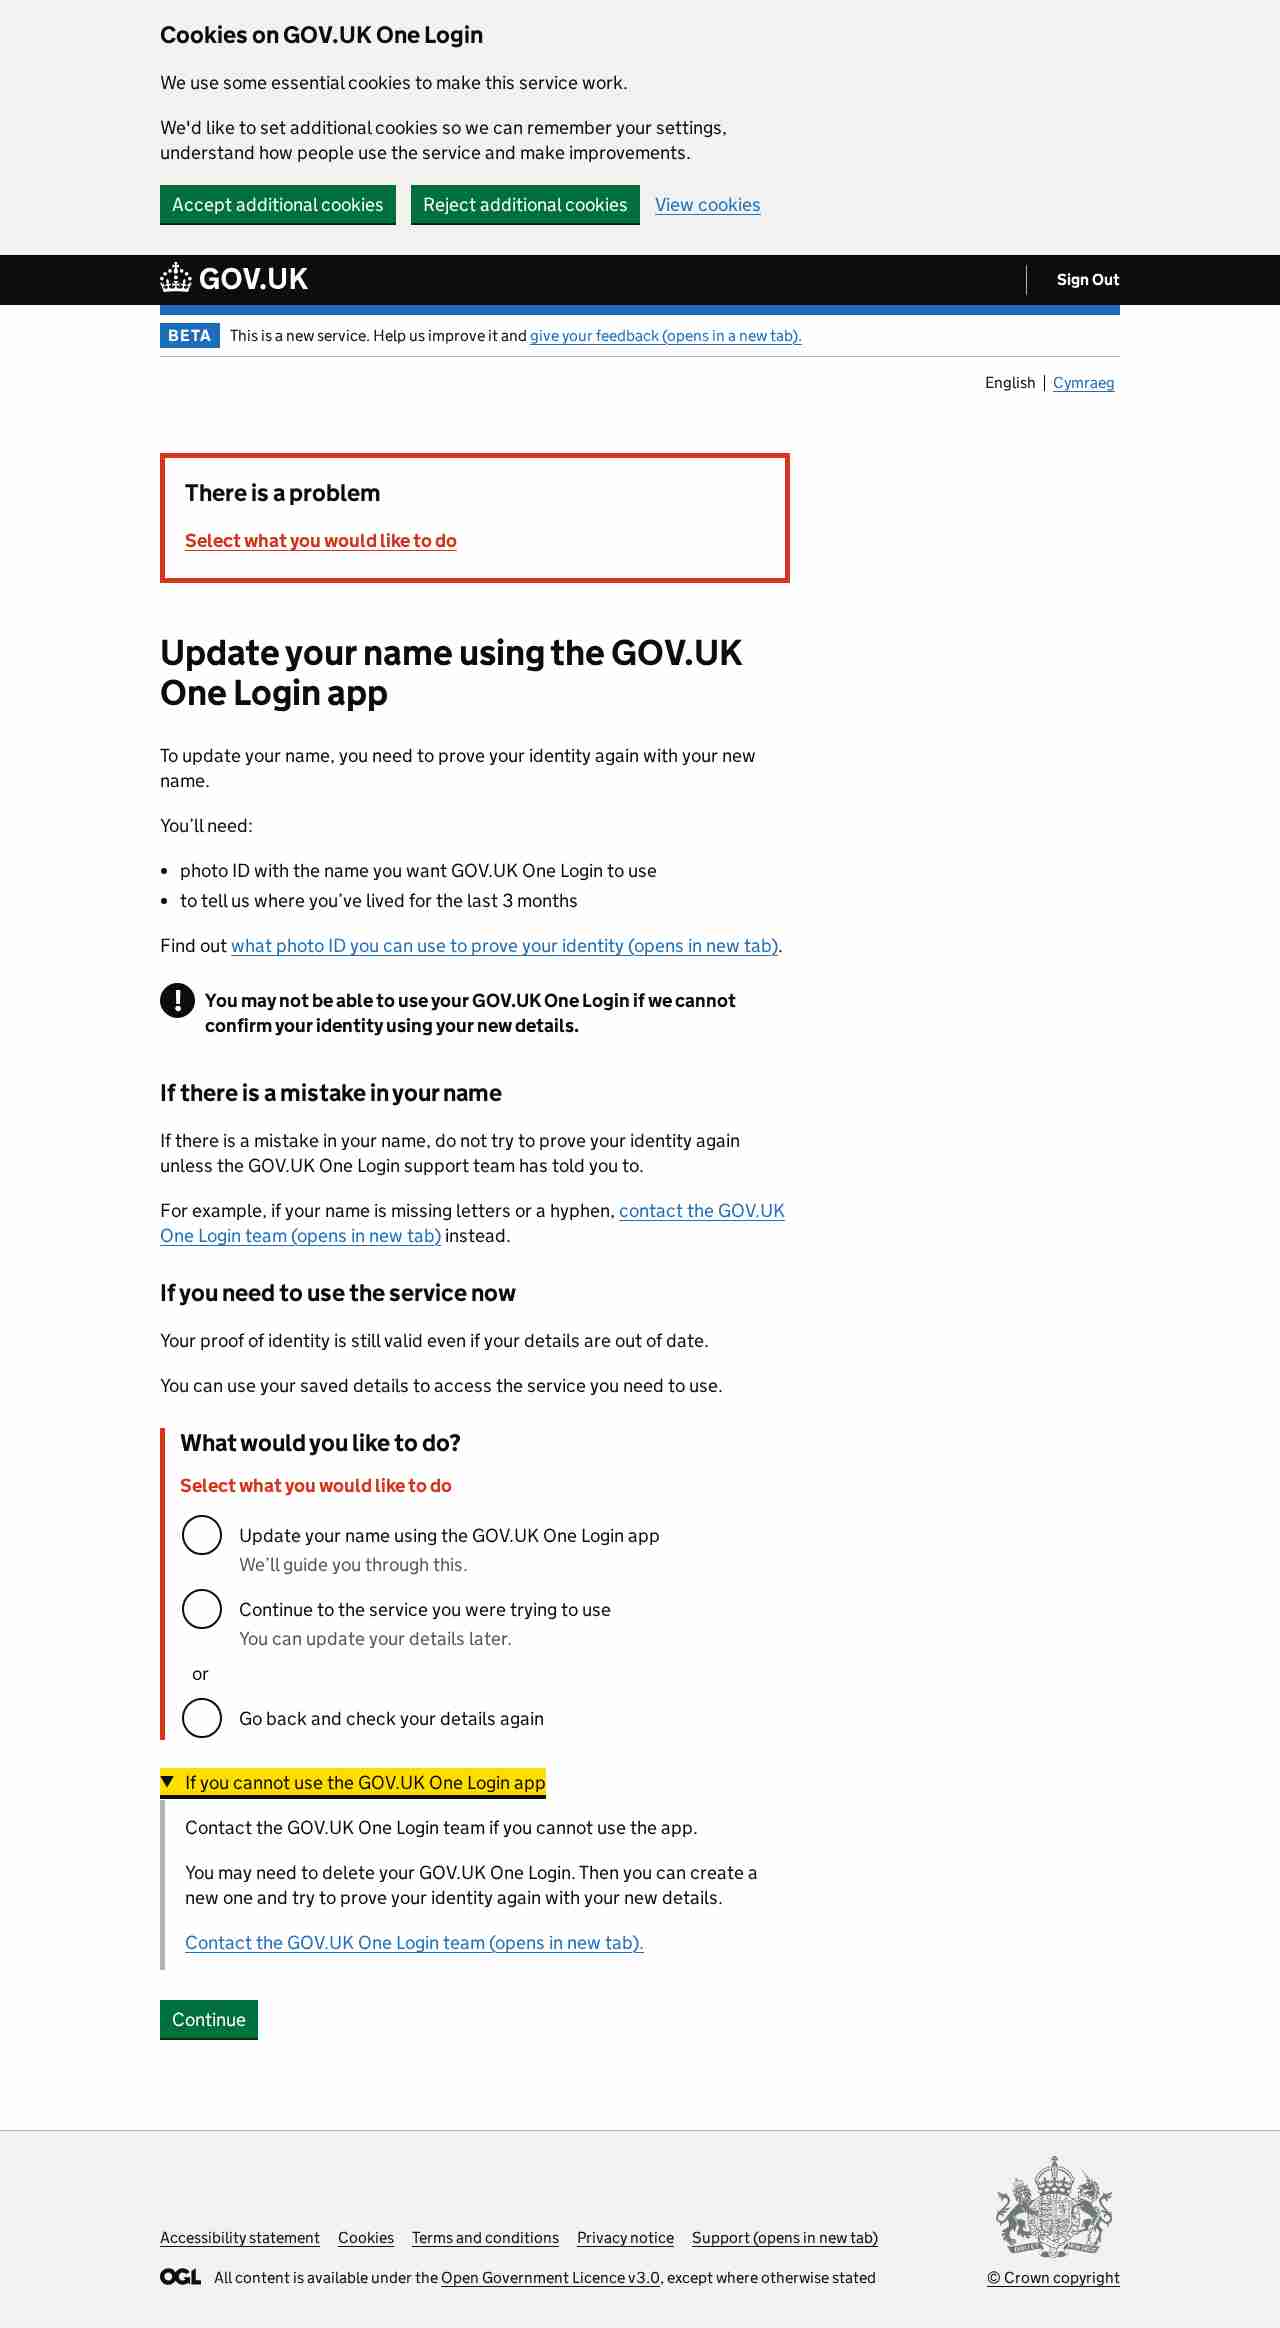 Cookies on GOV.UK One Login
We use some essential cookies to make this service work.
We'd like to set additional cookies so we can remember your settings,
understand how people use the service and make improvements.
Accept additional cookies Reject additional cookies View cookies
GOV.UK Sign Out
BETA This is a new service. Help us improve it and give your feedback (opens in a new tab).
English Cymraeg
There is a problem
Select what you would like to do
Update your name using the GOV.UK
One Login app
To update your name, you need to prove your identity again with your new
name.
You’ll need:
• photo ID with the name you want GOV.UK One Login to use
• to tell us where you’ve lived for the last 3 months
Find out what photo ID you can use to prove your identity (opens in new tab).
! You may not be able to use your GOV.UK One Login if we cannot
confirm your identity using your new details.
If there is a mistake in your name
If there is a mistake in your name, do not try to prove your identity again
unless the GOV.UK One Login support team has told you to.
For example, if your name is missing letters or a hyphen, contact the GOV.UK
One Login team (opens in new tab) instead.
If you need to use the service now
Your proof of identity is still valid even if your details are out of date.
You can use your saved details to access the service you need to use.
What would you like to do?
Select what you would like to do
Update your name using the GOV.UK One Login app
We’ll guide you through this.
Continue to the service you were trying to use
You can update your details later.
or
Go back and check your details again
If you cannot use the GOV.UK One Login app
Contact the GOV.UK One Login team if you cannot use the app.
You may need to delete your GOV.UK One Login. Then you can create a
new one and try to prove your identity again with your new details.
Contact the GOV.UK One Login team (opens in new tab).
Continue
Accessibility statement Cookies Terms and conditions Privacy notice Support (opens in new tab)
OGL All content is available under the Open Government Licence v3.0, except where otherwise stated
© Crown copyright